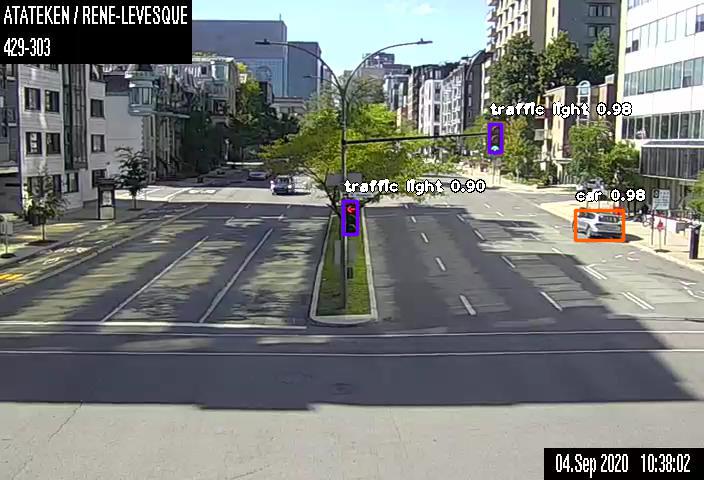 ATATEKEN / RENE-LEVESQUE
429-303
traffic light 0.98
traffic light 0.90
car 0.98
04.Sep 2020 10:38:02